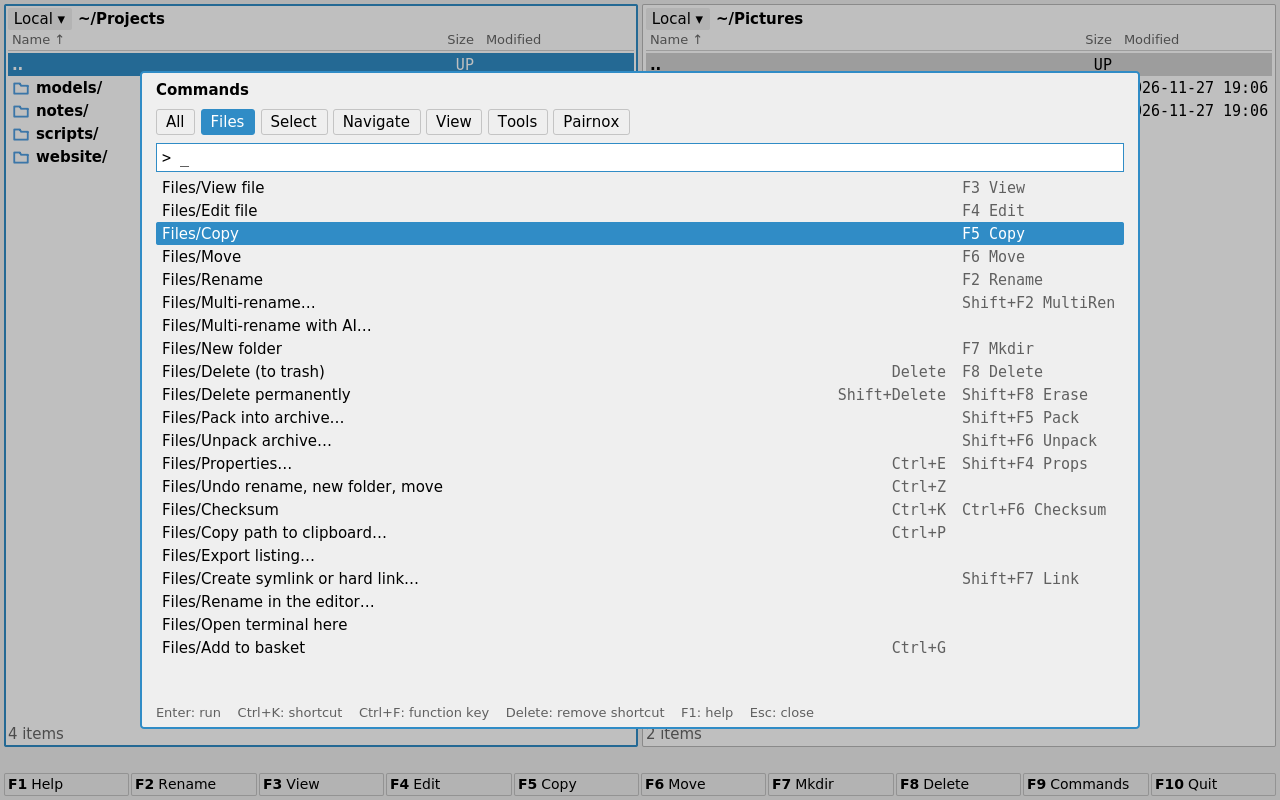 Local ▾ ~/Projects
Name ↑ Size Modified
.. UP
models/
notes/
scripts/
website/
4 items
Local ▾ ~/Pictures
Name ↑ Size Modified
.. UP
026-11-27 19:06
026-11-27 19:06
2 items
Commands
All Files Select Navigate View Tools Pairnox
> _
Files/View file F3 View
Files/Edit file F4 Edit
Files/Copy F5 Copy
Files/Move F6 Move
Files/Rename F2 Rename
Files/Multi-rename… Shift+F2 MultiRen
Files/Multi-rename with AI…
Files/New folder F7 Mkdir
Files/Delete (to trash) Delete F8 Delete
Files/Delete permanently Shift+Delete Shift+F8 Erase
Files/Pack into archive… Shift+F5 Pack
Files/Unpack archive… Shift+F6 Unpack
Files/Properties… Ctrl+E Shift+F4 Props
Files/Undo rename, new folder, move Ctrl+Z
Files/Checksum Ctrl+K Ctrl+F6 Checksum
Files/Copy path to clipboard… Ctrl+P
Files/Export listing…
Files/Create symlink or hard link… Shift+F7 Link
Files/Rename in the editor…
Files/Open terminal here
Files/Add to basket Ctrl+G
Enter: run Ctrl+K: shortcut Ctrl+F: function key Delete: remove shortcut F1: help Esc: close
F1 Help F2 Rename F3 View F4 Edit F5 Copy F6 Move F7 Mkdir F8 Delete F9 Commands F10 Quit